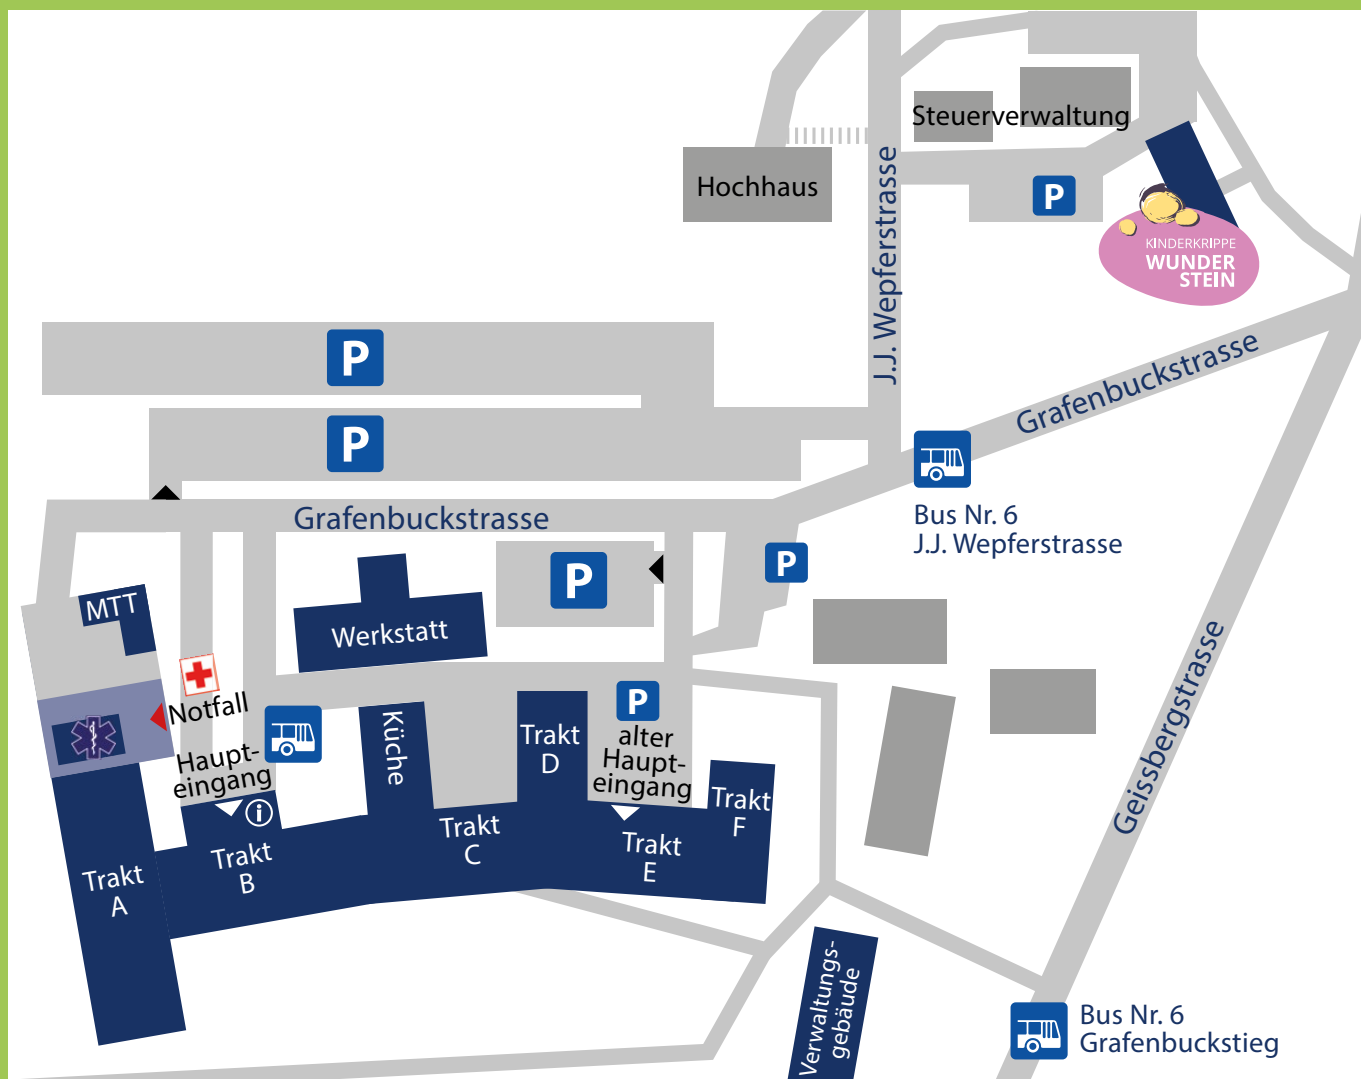 Steuerverwaltung
Hochhaus
P
J.J. Wepferstrasse
KINDERKRIPPE
WUNDER
STEIN
P
Grafenbuckstrasse
P
Bus Nr. 6
J.J. Wepferstrasse
Grafenbuckstrasse
P
P
MTT
Werkstatt
Notfall
Haupt-
eingang
i
Küche
P
alter
Haupt-
eingang
Trakt
D
Trakt
F
Trakt
C
Trakt
E
Trakt
B
Trakt
A
Geissbergstrasse
Verwaltungs-
gebäude
Bus Nr. 6
Grafenbuckstieg